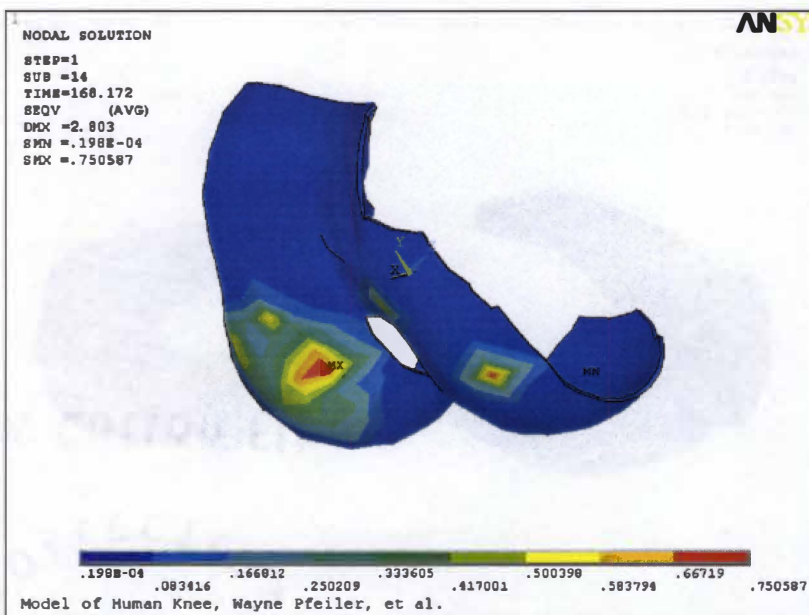 1
ANSYS
NODAL SOLUTION
STEP=1
SUB =14
TIME=168.172
SEQV (AVG)
DMX =2.803
SMN =.198E-04
SMX =.750587
Y
X
MX
MN
.198E-04 .166812 .333605 .500398 .66719
.083416 .250209 .417001 .583794 .750587
Model of Human Knee, Wayne Pfeiler, et al.